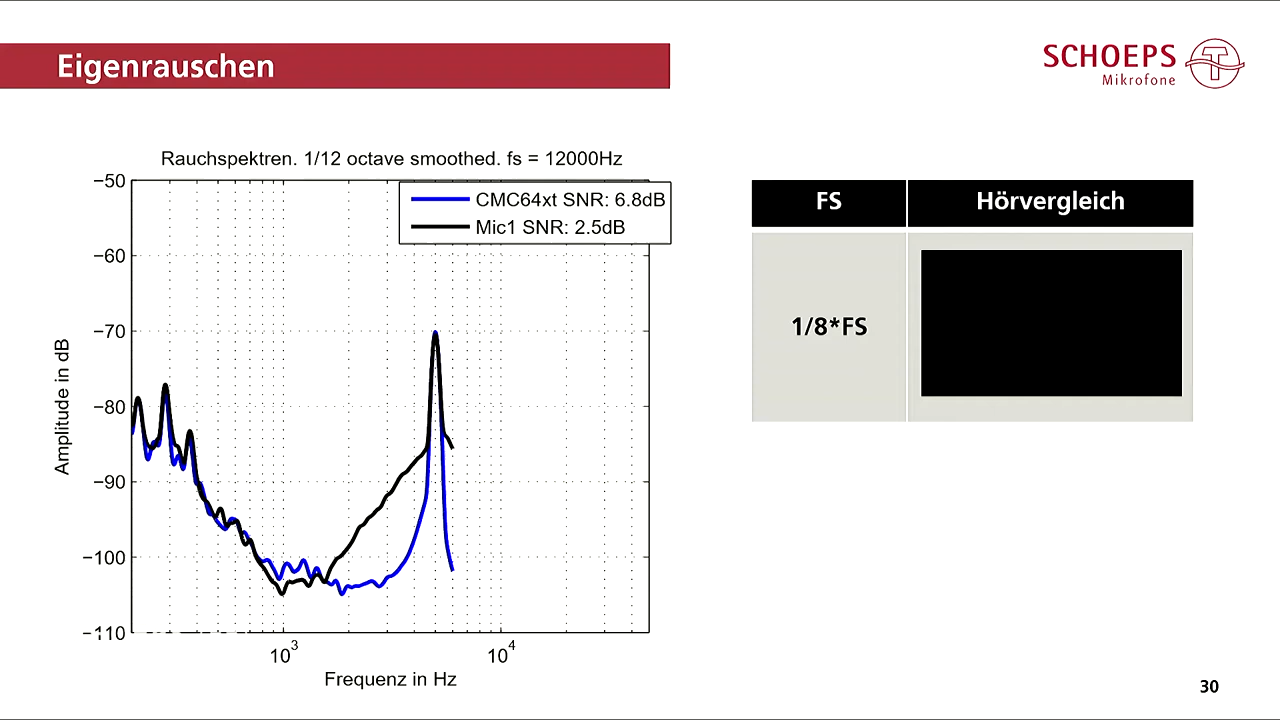 Eigenrauschen
SCHOEPS
Mikrofone
Rauchspektren. 1/12 octave smoothed. fs = 12000Hz
CMC64xt SNR: 6.8dB
Mic1 SNR: 2.5dB
−50
−60
−70
−80
−90
−100
−110
Amplitude in dB
10³
10⁴
Frequenz in Hz
FS
Hörvergleich
1/8*FS
30